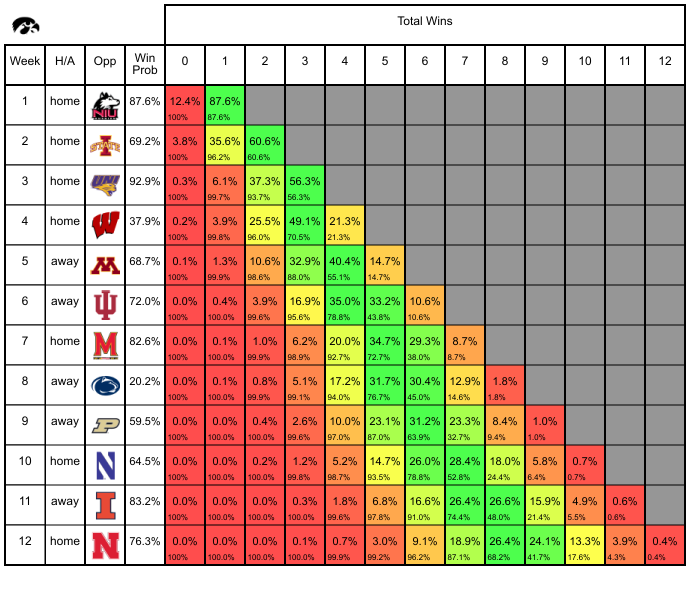 Total Wins
Week H/A Opp Win Prob 0 1 2 3 4 5 6 7 8 9 10 11 12
1 home NIU 87.6% 12.4% 87.6%
100% 87.6%
2 home STATE 69.2% 3.8% 35.6% 60.6%
100% 96.2% 60.6%
3 home UNI 92.9% 0.3% 6.1% 37.3% 56.3%
100% 99.7% 93.7% 56.3%
4 home W 37.9% 0.2% 3.9% 25.5% 49.1% 21.3%
100% 99.8% 96.0% 70.5% 21.3%
5 away M 68.7% 0.1% 1.3% 10.6% 32.9% 40.4% 14.7%
100% 99.9% 98.6% 88.0% 55.1% 14.7%
6 away 72.0% 0.0% 0.4% 3.9% 16.9% 35.0% 33.2% 10.6%
100% 100.0% 99.6% 95.6% 78.8% 43.8% 10.6%
7 home M 82.6% 0.0% 0.1% 1.0% 6.2% 20.0% 34.7% 29.3% 8.7%
100% 100.0% 99.9% 98.9% 92.7% 72.7% 38.0% 8.7%
8 away 20.2% 0.0% 0.1% 0.8% 5.1% 17.2% 31.7% 30.4% 12.9% 1.8%
100% 100.0% 99.9% 99.1% 94.0% 76.7% 45.0% 14.6% 1.8%
9 away P 59.5% 0.0% 0.0% 0.4% 2.6% 10.0% 23.1% 31.2% 23.3% 8.4% 1.0%
100% 100.0% 100.0% 99.6% 97.0% 87.0% 63.9% 32.7% 9.4% 1.0%
10 home N 64.5% 0.0% 0.0% 0.2% 1.2% 5.2% 14.7% 26.0% 28.4% 18.0% 5.8% 0.7%
100% 100.0% 100.0% 99.8% 98.7% 93.5% 78.8% 52.8% 24.4% 6.4% 0.7%
11 away I 83.2% 0.0% 0.0% 0.0% 0.3% 1.8% 6.8% 16.6% 26.4% 26.6% 15.9% 4.9% 0.6%
100% 100.0% 100.0% 100.0% 99.6% 97.8% 91.0% 74.4% 48.0% 21.4% 5.5% 0.6%
12 home N 76.3% 0.0% 0.0% 0.0% 0.1% 0.7% 3.0% 9.1% 18.9% 26.4% 24.1% 13.3% 3.9% 0.4%
100% 100.0% 100.0% 100.0% 99.9% 99.2% 96.2% 87.1% 68.2% 41.7% 17.6% 4.3% 0.4%